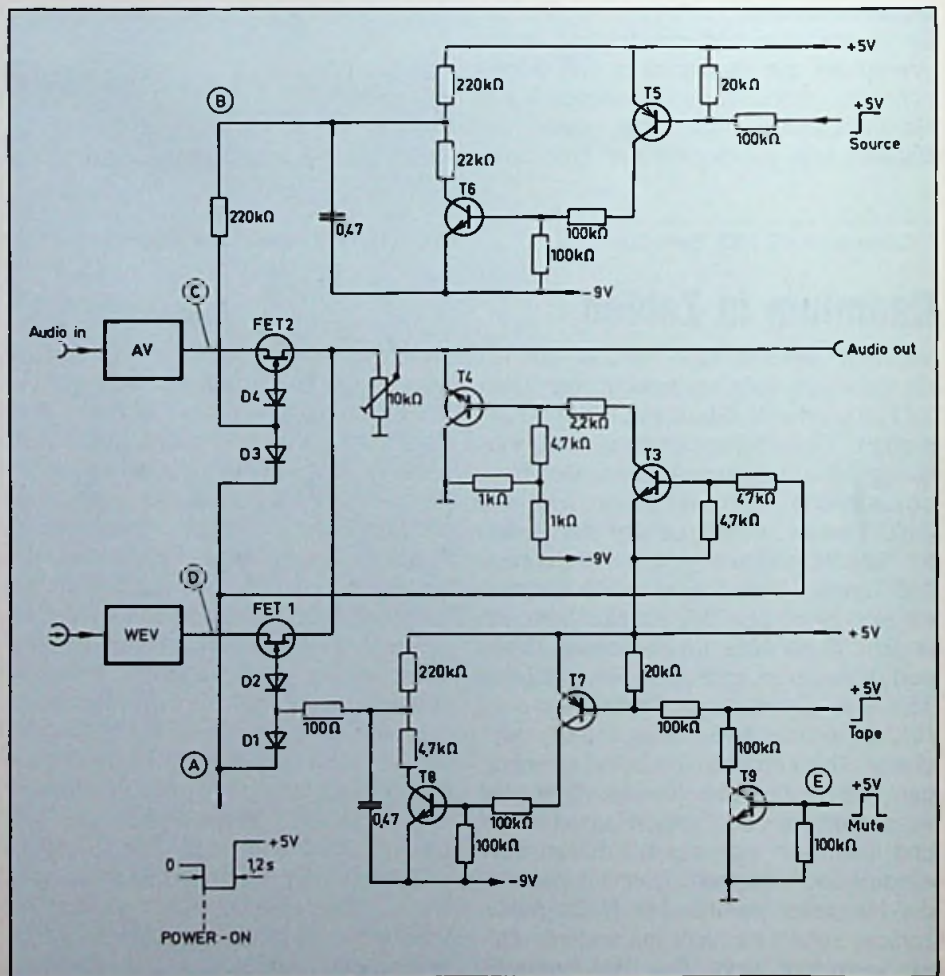 +5V
B
220kΩ
T5
20kΩ
+5V
Source
100kΩ
22kΩ
T6
220kΩ
0,47
100kΩ
100kΩ
-9V
C
Audio in
AV
FET2
Audio out
D4
10kΩ
T4
2,2kΩ
D3
4,7kΩ
T3
47kΩ
1kΩ
4,7kΩ
1kΩ
-9V
D
WEV
FET 1
+5V
D2
220kΩ
T7
20kΩ
+5V
Tape
100Ω
100kΩ
100kΩ
D1
4,7kΩ
A
T9
E
+5V
Mute
0,47
T8
100kΩ
100kΩ
100kΩ
-9V
0
+5V
1,2s
POWER-ON